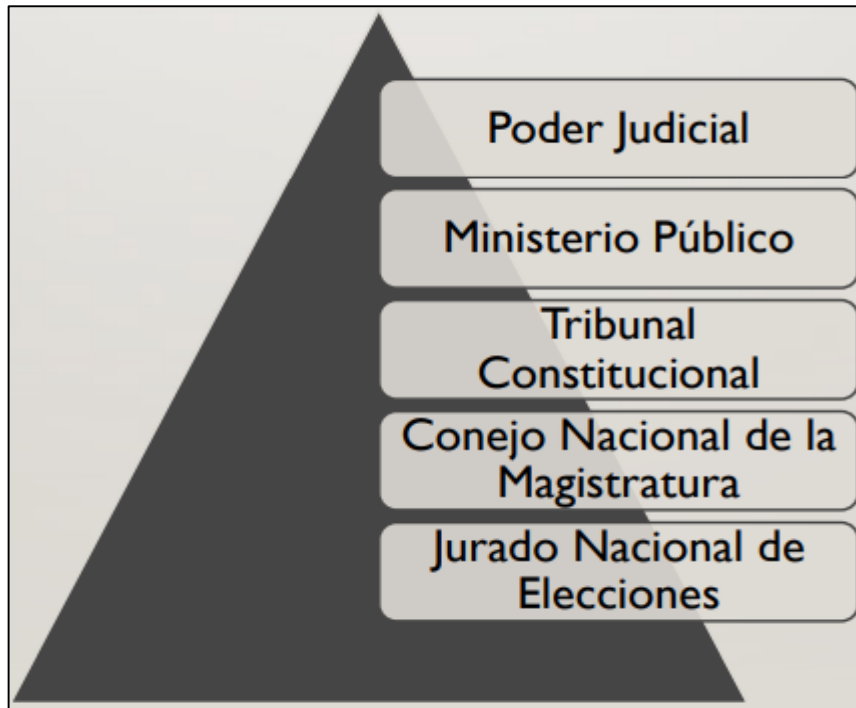 Poder Judicial
Ministerio Público
Tribunal
Constitucional
Conejo Nacional de la
Magistratura
Jurado Nacional de
Elecciones